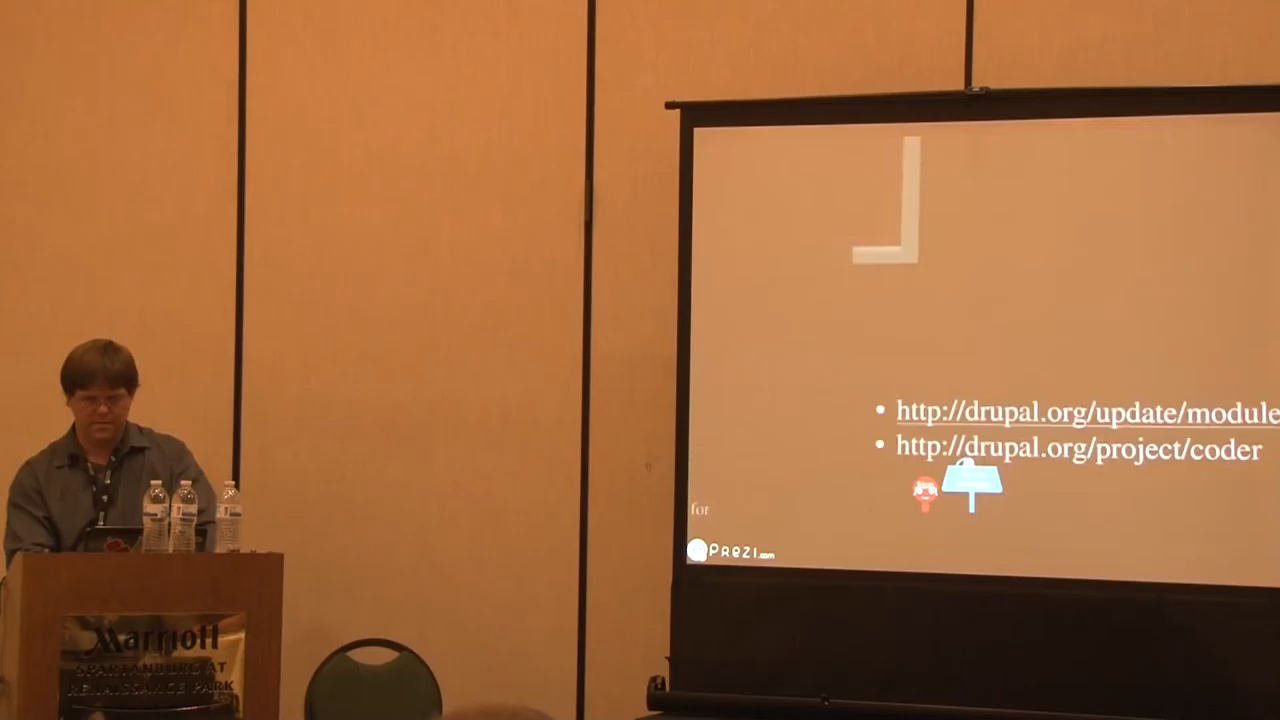 • http://drupal.org/update/module
• http://drupal.org/project/coder
for
Prezi.com
Marriott
SPARTANBURG AT
RENAISSANCE PARK